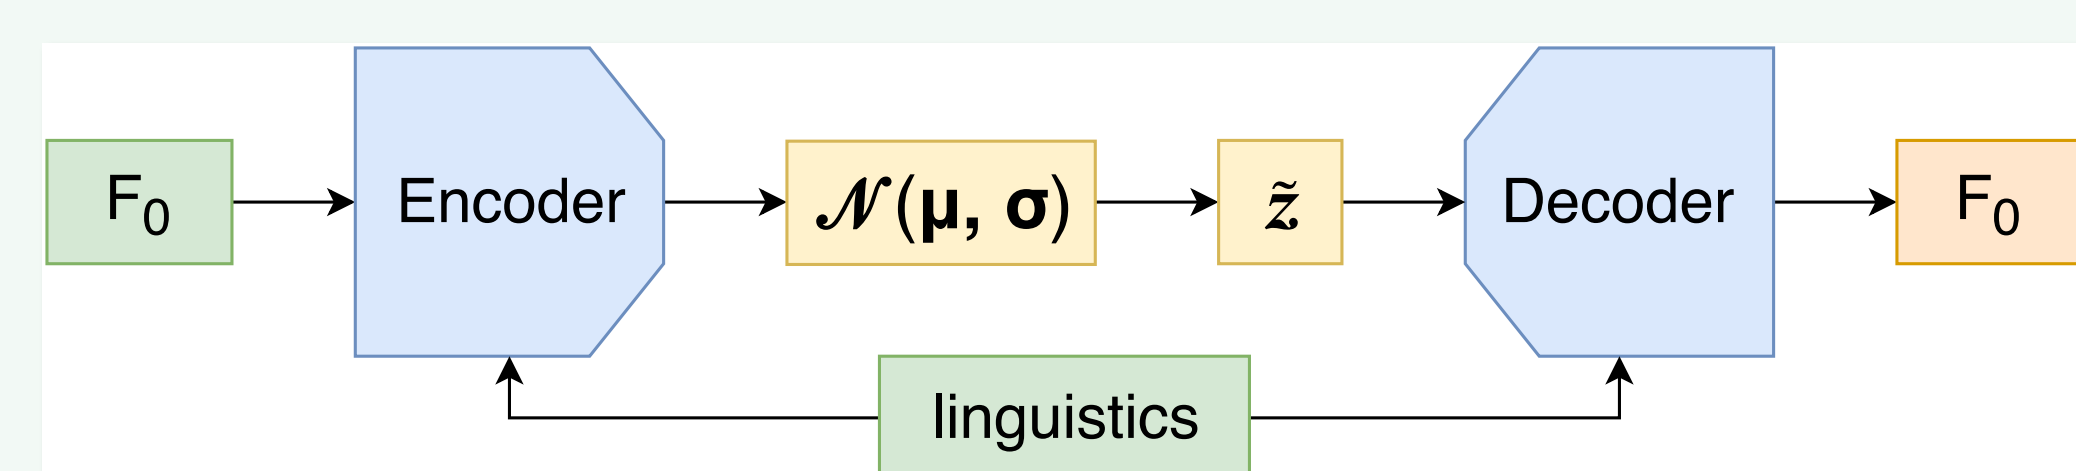 F₀
Encoder
𝒩(μ, σ)
z̃
Decoder
F₀
linguistics